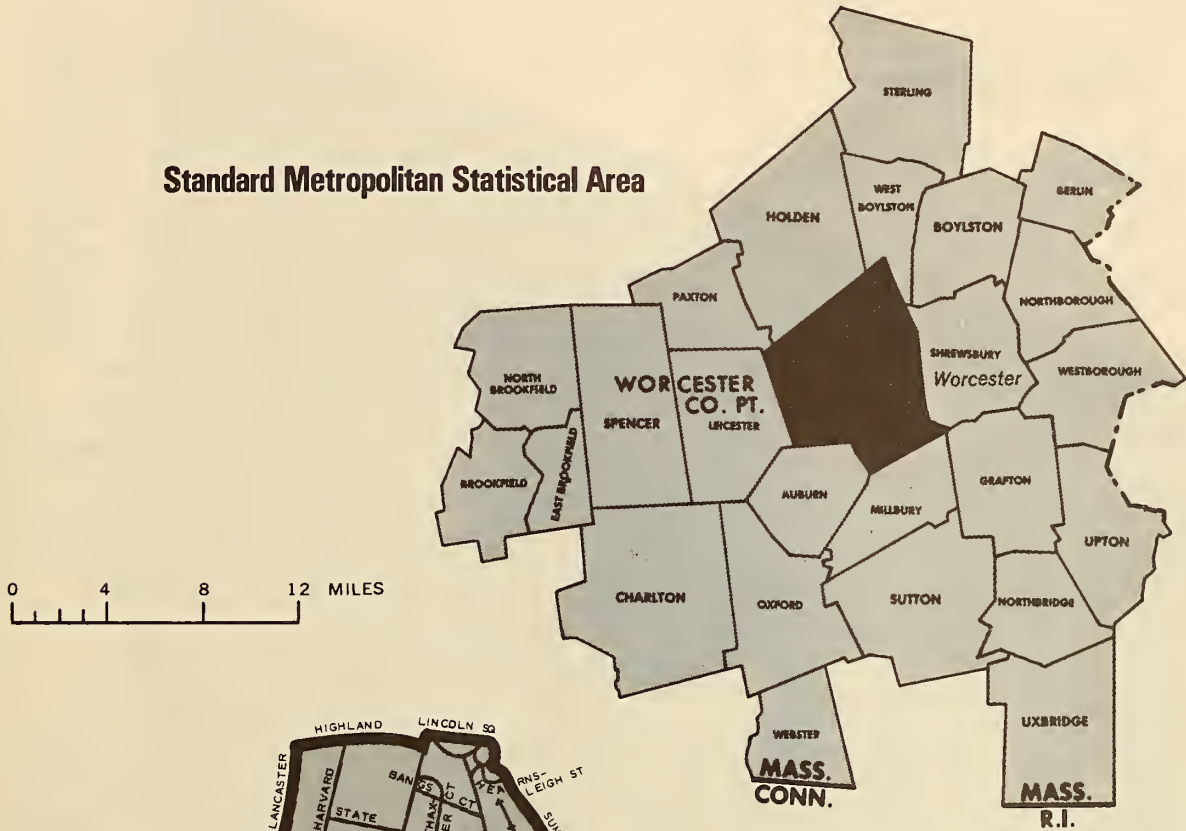 Standard Metropolitan Statistical Area
STERLING
BERLIN
WEST
BOYLSTON
HOLDEN
BOYLSTON
PAXTON
NORTHBOROUGH
SHREWSBURY
Worcester
WESTBOROUGH
NORTH
BROOKFIELD
WORCESTER
CO. PT.
SPENCER
LEICESTER
BROOKFIELD
EAST BROOKFIELD
AUBURN
MILLBURY
GRAFTON
UPTON
0 4 8 12 MILES
CHARLTON
OXFORD
SUTTON
NORTHBRIDGE
UXBRIDGE
WEBSTER
MASS.
CONN.
MASS.
R.I.
HIGHLAND
LINCOLN SQ
LANCASTER
HARVARD
BANGS CT
STATE
CT